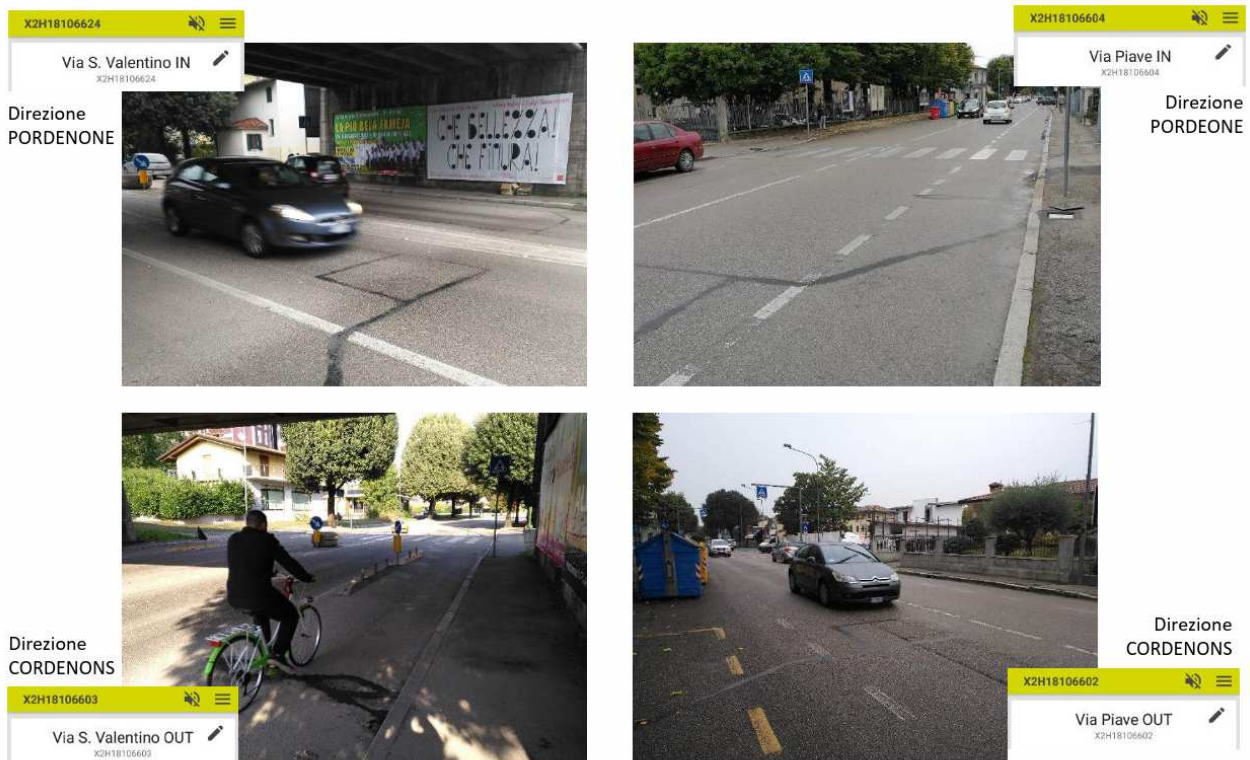 X2H18106624
Via S. Valentino IN
X2H18106624
Direzione
PORDENONE
CHE BELLEZZA!
CHE FITURA!
X2H18106604
Via Piave IN
X2H18106604
Direzione
PORDEONE
Direzione
CORDENONS
X2H18106603
Via S. Valentino OUT
X2H18106603
Direzione
CORDENONS
X2H18106602
Via Piave OUT
X2H18106602